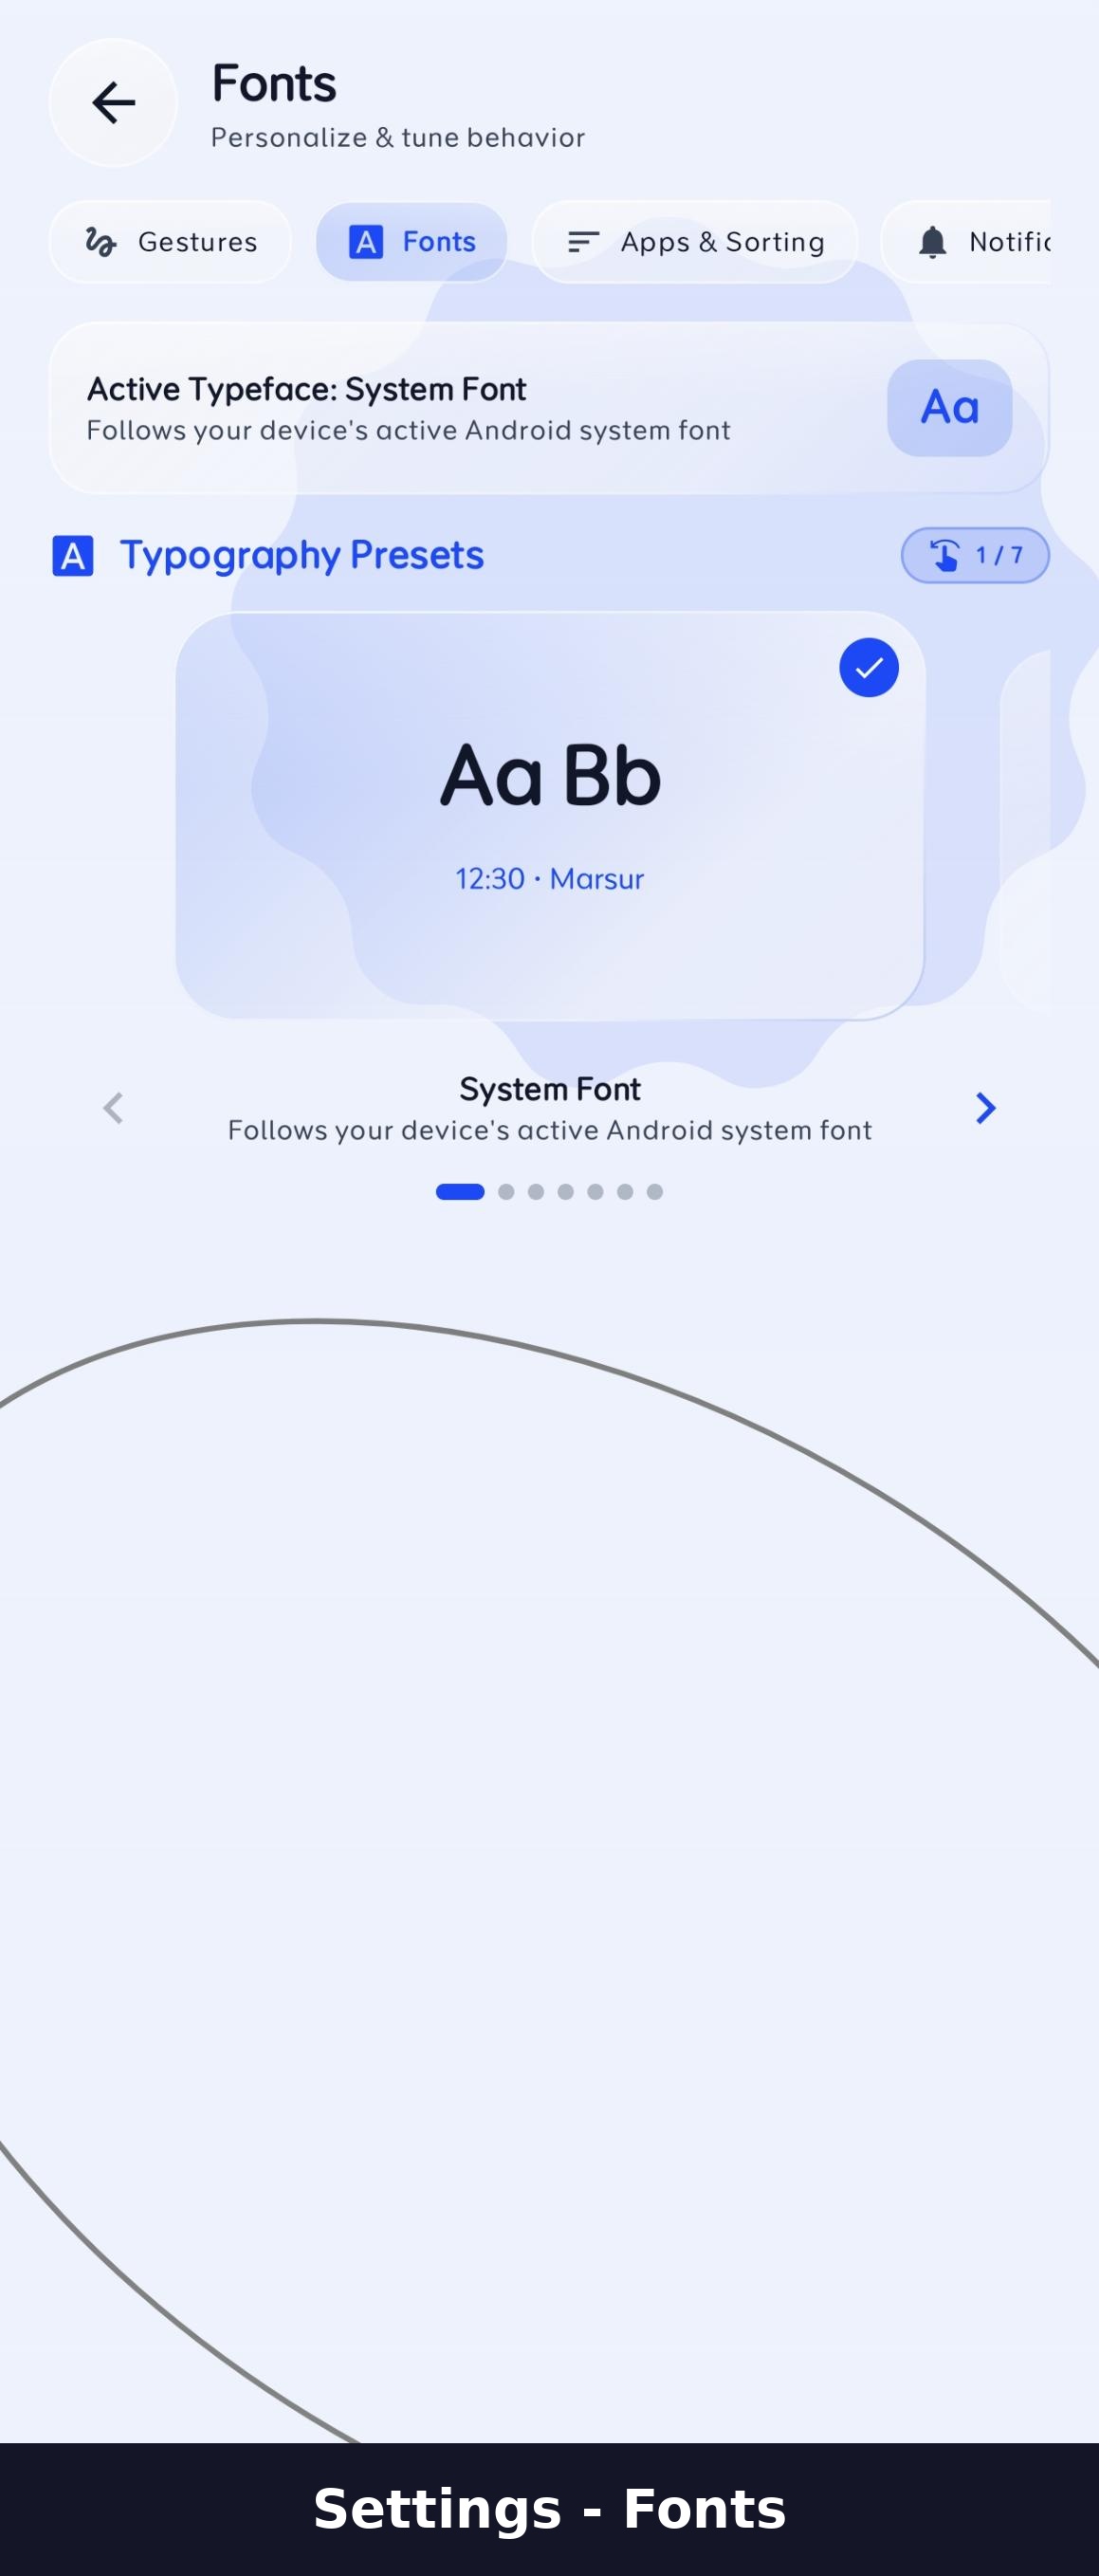 Fonts
Personalize & tune behavior
Gestures
Fonts
Apps & Sorting
Notific
Active Typeface: System Font
Follows your device's active Android system font
Aa
Typography Presets
1 / 7
Aa Bb
12:30 · Marsur
System Font
Follows your device's active Android system font
Settings - Fonts